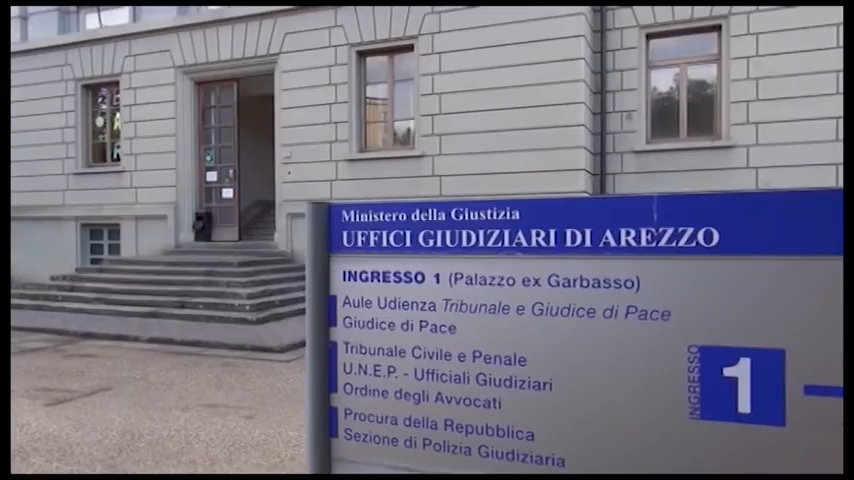 Ministero della Giustizia
UFFICI GIUDIZIARI DI AREZZO
INGRESSO 1 (Palazzo ex Garbasso)
Aule Udienza Tribunale e Giudice di Pace
Giudice di Pace
Tribunale Civile e Penale
U.N.E.P. - Ufficiali Giudiziari
Ordine degli Avvocati
Procura della Repubblica
Sezione di Polizia Giudiziaria
INGRESSO
1